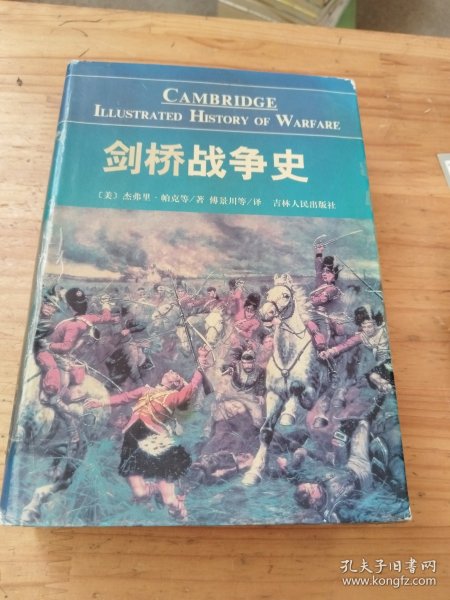 CAMBRIDGE
ILLUSTRATED HISTORY OF WARFARE
剑桥战争史
〔美〕杰弗里·帕克等/著 傅景川等/译 吉林人民出版社
孔夫子旧书网
www.kongfz.com